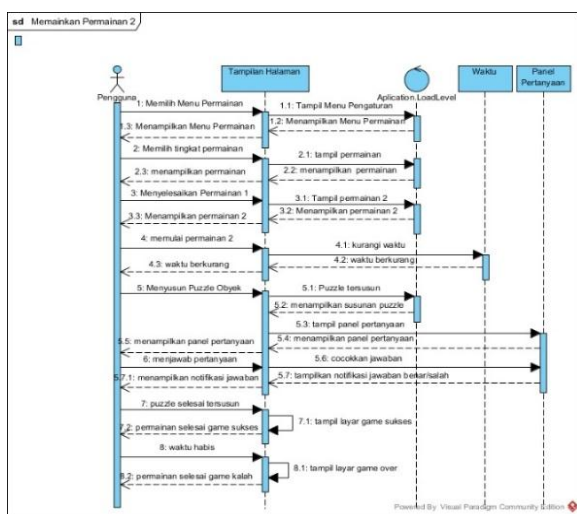 sd Memainkan Permainan 2
Pengguna
Tampilan Halaman
Aplication.LoadLevel
Waktu
Panel
Pertanyaan
1: Memilih Menu Permainan
1.1: Tampil Menu Pengaturan
1.2: Menampilkan Menu Permainan
1.3: Menampilkan Menu Permainan
2: Memilih tingkat permainan
2.1: tampil permainan
2.2: menampilkan permainan
2.3: menampilkan permainan
3: Menyelesaikan Permainan 1
3.1: Tampil permainan 2
3.2: Menampilkan permainan 2
3.3: Menampilkan permainan 2
4: memulai permainan 2
4.1: kurangi waktu
4.2: waktu berkurang
4.3: waktu berkurang
5: Menyusun Puzzle Obyek
5.1: Puzzle tersusun
5.2: menampilkan susunan puzzle
5.3: tampil panel pertanyaan
5.4: menampilkan panel pertanyaan
5.5: menampilkan panel pertanyaan
6: menjawab pertanyaan
5.6: cocokkan jawaban
5.7: tampilkan notifikasi jawaban benar/salah
5.7.1: menampilkan notifikasi jawaban
7: puzzle selesai tersusun
7.1: tampil layar game sukses
7.2: permainan selesai game sukses
8: waktu habis
8.1: tampil layar game over
8.2: permainan selesai game kalah
Powered By Visual Paradigm Community Edition